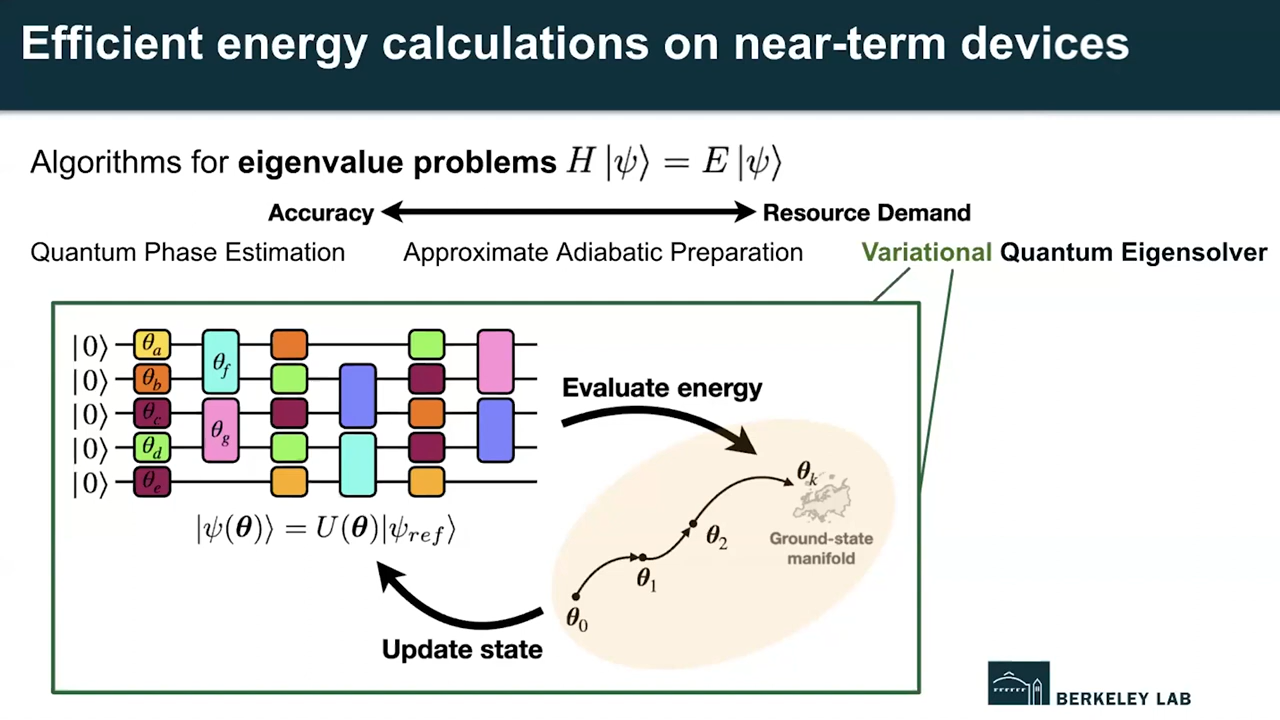 Efficient energy calculations on near-term devices
Algorithms for eigenvalue problems H |ψ⟩ = E |ψ⟩
Accuracy Resource Demand
Quantum Phase Estimation Approximate Adiabatic Preparation Variational Quantum Eigensolver
|0⟩ θa θf
|0⟩ θb
|0⟩ θc θg
|0⟩ θd
|0⟩ θe
|ψ(θ)⟩ = U(θ)|ψref⟩
Evaluate energy
θk
Ground-state
manifold
θ2
θ1
θ0
Update state
BERKELEY LAB